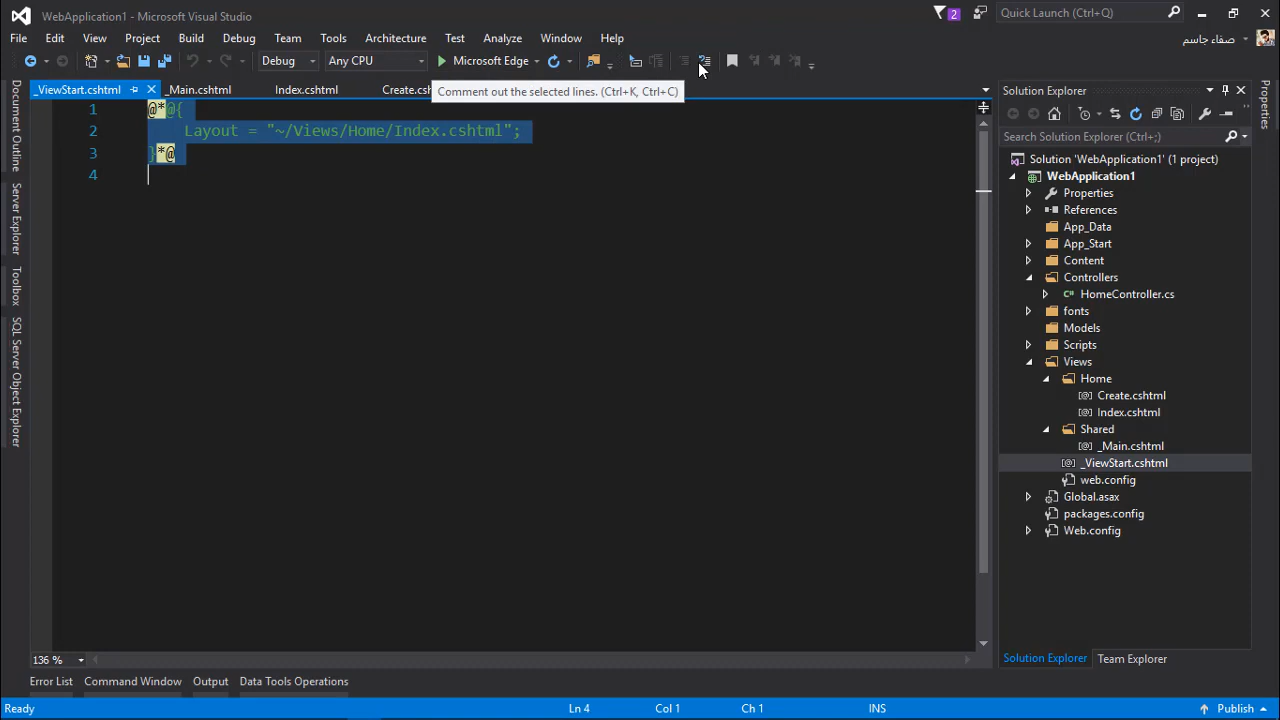 WebApplication1 - Microsoft Visual Studio
2
Quick Launch (Ctrl+Q)
File Edit View Project Build Debug Team Tools Architecture Test Analyze Window Help
صفاء جاسم
Debug Any CPU Microsoft Edge
_ViewStart.cshtml _Main.cshtml Index.cshtml Create.csh
Comment out the selected lines. (Ctrl+K, Ctrl+C)
1 @*@{
2 Layout = "~/Views/Home/Index.cshtml";
3 }*@
4
Document Outline
Server Explorer
Toolbox
SQL Server Object Explorer
Solution Explorer
Search Solution Explorer (Ctrl+;)
Solution 'WebApplication1' (1 project)
WebApplication1
Properties
References
App_Data
App_Start
Content
Controllers
C# HomeController.cs
fonts
Models
Scripts
Views
Home
[@] Create.cshtml
[@] Index.cshtml
Shared
[@] _Main.cshtml
[@] _ViewStart.cshtml
web.config
Global.asax
packages.config
Web.config
Properties
136 %
Solution Explorer Team Explorer
Error List Command Window Output Data Tools Operations
Ready Ln 4 Col 1 Ch 1 INS Publish